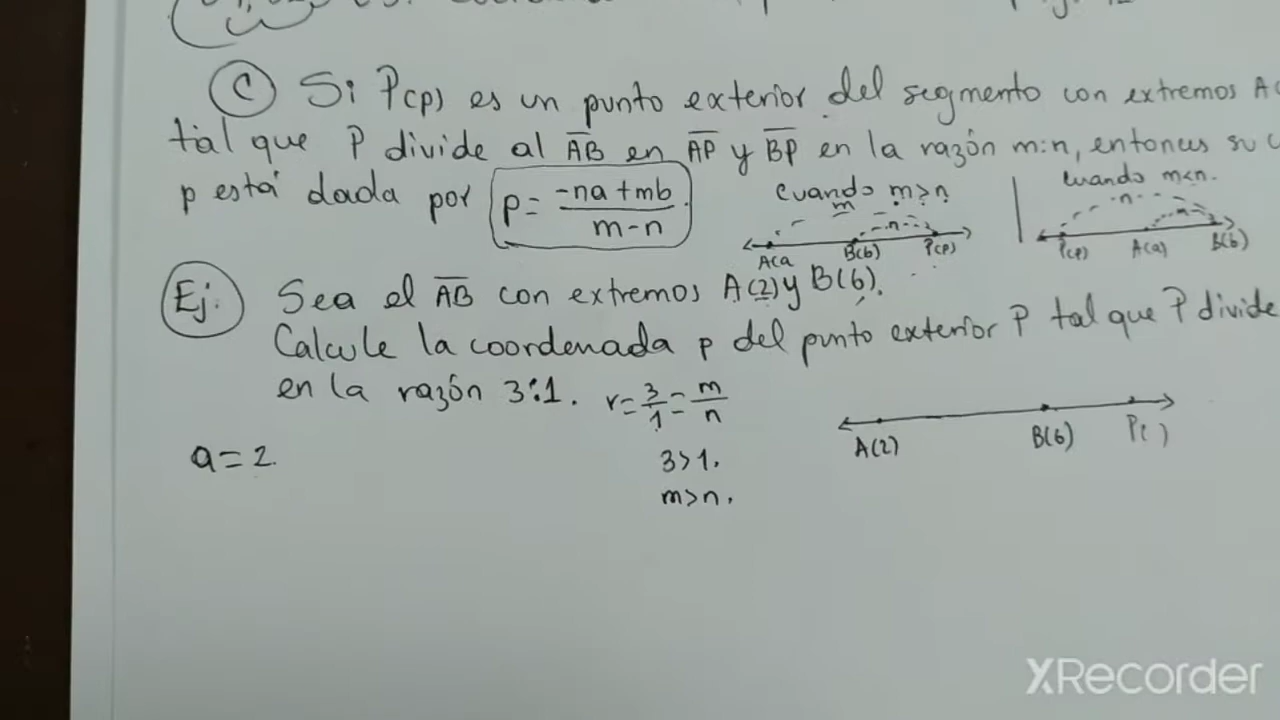 C Si P(p) es un punto exterior del segmento con extremos A(
tal que P divide al AB en AP y BP en la razón m:n, entonces su c
p está dada por p = -na + mb / m - n.
cuando m>n
m
n
A(a B(b) P(p)
cuando m<n.
n
m
P(p) A(a) B(b)
Ej. Sea el AB con extremos A(2) y B(6).
Calcule la coordenada p del punto exterior P tal que P divide
en la razón 3:1. r = 3/1 = m/n
A(2) B(6) P( )
a = 2.
3>1.
m>n.
XRecorder